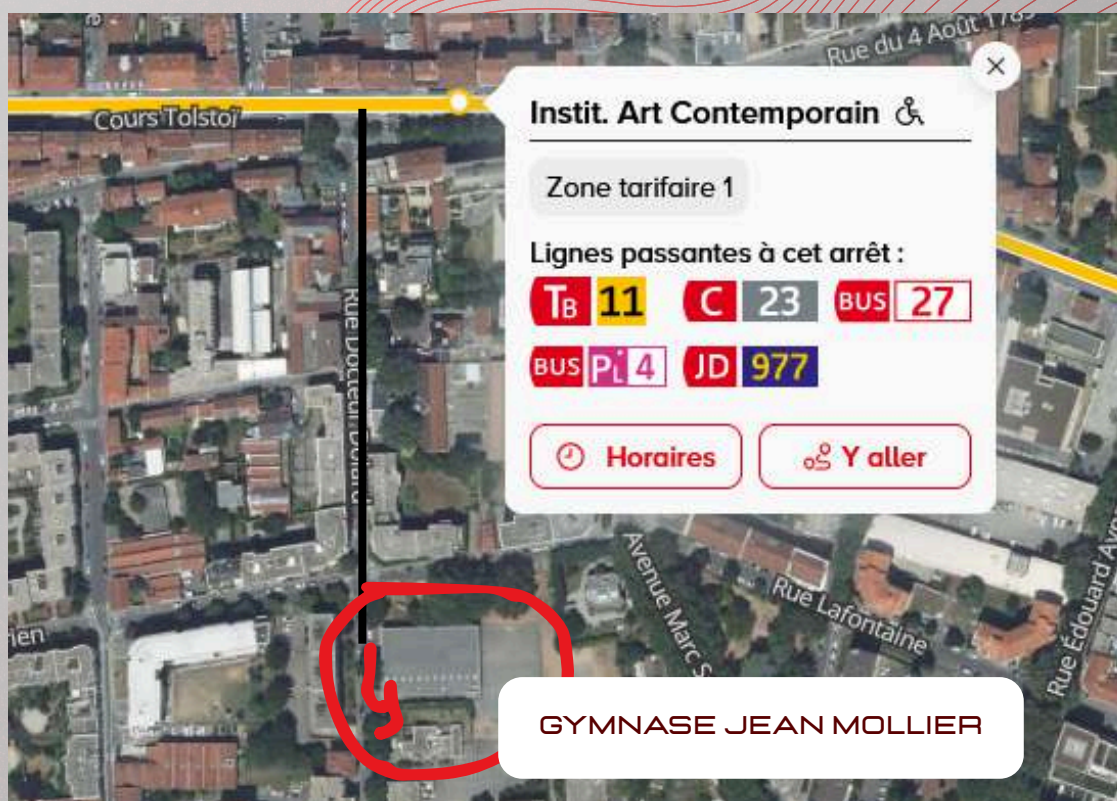 Rue du 4 Août 1789
Cours Tolstoï
Instit. Art Contemporain
Zone tarifaire 1
Lignes passantes à cet arrêt :
TB 11 C 23 BUS 27
BUS Pi 4 JD 977
Horaires Y aller
Rue Docteur Dolard
Avenue Marc S
Rue Lafontaine
Rue Édouard
rien
GYMNASE JEAN MOLLIER